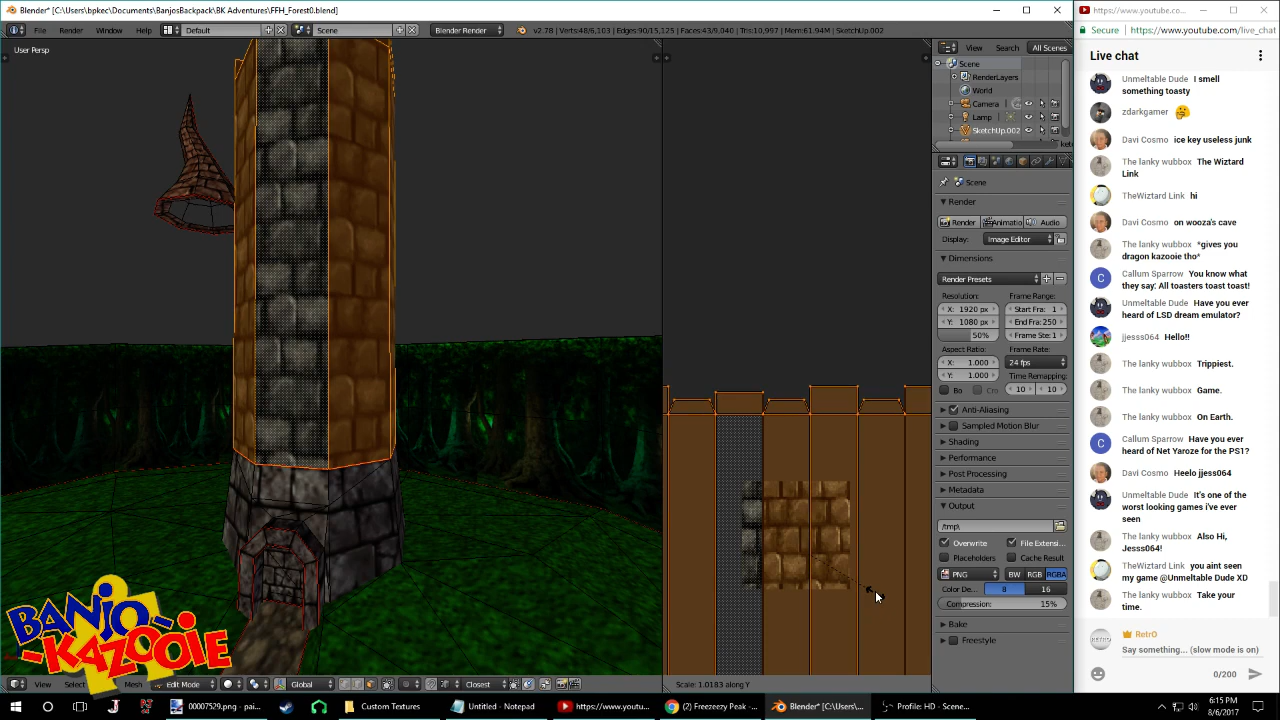 Blender* [C:\Users\bpkec\Documents\BanjosBackpack\BK Adventures\FFH_Forest0.blend]
File Render Window Help Default Scene Blender Render v2.78 | Verts:48/6,103 | Edges:90/15,125 | Faces:43/9,040 | Tris:10,997 | Mem:61.94M | SketchUp.002
User Persp
View Search All Scenes
Scene
RenderLayers
World
Camera
Lamp
SketchUp.002
Scene
Render
Render Animatio Audio
Display: Image Editor
Dimensions
Render Presets
Resolution: Frame Range:
X: 1920 px Start Fra: 1
Y: 1080 px End Fra: 250
50% Frame Ste: 1
Aspect Ratio: Frame Rate:
X: 1.000 24 fps
Y: 1.000 Time Remapping:
Bo Cro 10 10
Anti-Aliasing
Sampled Motion Blur
Shading
Performance
Post Processing
Metadata
Output
/tmp\
Overwrite File Extensi...
Placeholders Cache Result
PNG BW RGB RGBA
Color De... 8 16
Compression: 15%
Bake
Freestyle
View Select Mesh Edit Mode Global Closest
Scale: 1.0183 along Y
BANJO-KAZOOIE
https://www.youtube.co...
Secure https://www.youtube.com/live_chat
Live chat
Unmeltable Dude I smell
something toasty
zdarkgamer 🤔
Davi Cosmo ice key useless junk
The lanky wubbox The Wiztard
Link
TheWiztard Link hi
Davi Cosmo on wooza's cave
The lanky wubbox *gives you
dragon kazooie tho*
Callum Sparrow You know what
they say: All toasters toast toast!
Unmeltable Dude Have you ever
heard of LSD dream emulator?
jjesss064 Hello!!
The lanky wubbox Trippiest.
The lanky wubbox Game.
The lanky wubbox On Earth.
Callum Sparrow Have you ever
heard of Net Yaroze for the PS1?
Davi Cosmo Heelo jjess064
Unmeltable Dude It's one of the
worst looking games i've ever
seen
The lanky wubbox Also Hi,
Jesss064!
TheWiztard Link you aint seen
my game @Unmeltable Dude XD
The lanky wubbox Take your
time.
RetrO
Say something... (slow mode is on)
0/200
00007529.png - pai... Custom Textures *Untitled - Notepad https://www.youtube... (2) Freezeezy Peak -... Blender* [C:\Users\... Profile: HD - Scene...
6:15 PM
8/6/2017